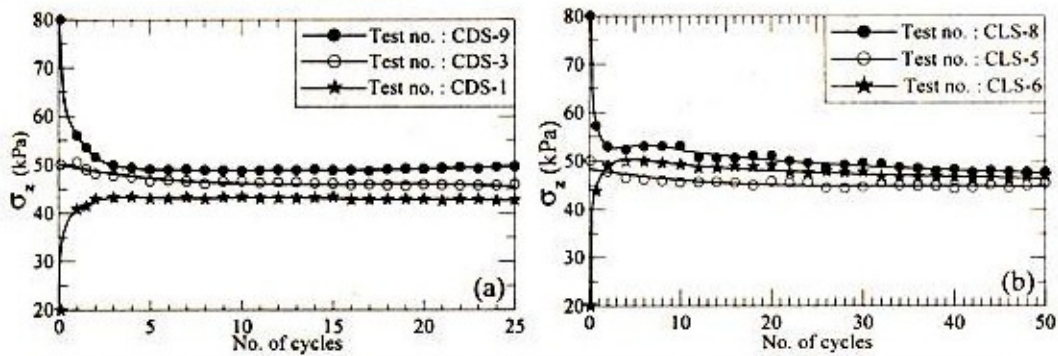 80
70
60
50
40
30
20
σz (kPa)
Test no. : CDS-9
Test no. : CDS-3
Test no. : CDS-1
(a)
0 5 10 15 20 25
No. of cycles
80
70
60
50
40
30
20
σz (kPa)
Test no. : CLS-8
Test no. : CLS-5
Test no. : CLS-6
(b)
0 10 20 30 40 50
No. of cycles